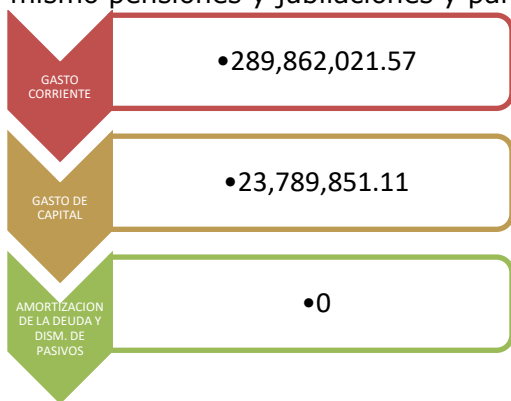 mismo pensiones y jubilaciones y
GASTO
CORRIENTE
•289,862,021.57
GASTO DE
CAPITAL
•23,789,851.11
AMORTIZACION
DE LA DEUDA Y
DISM. DE
PASIVOS
•0